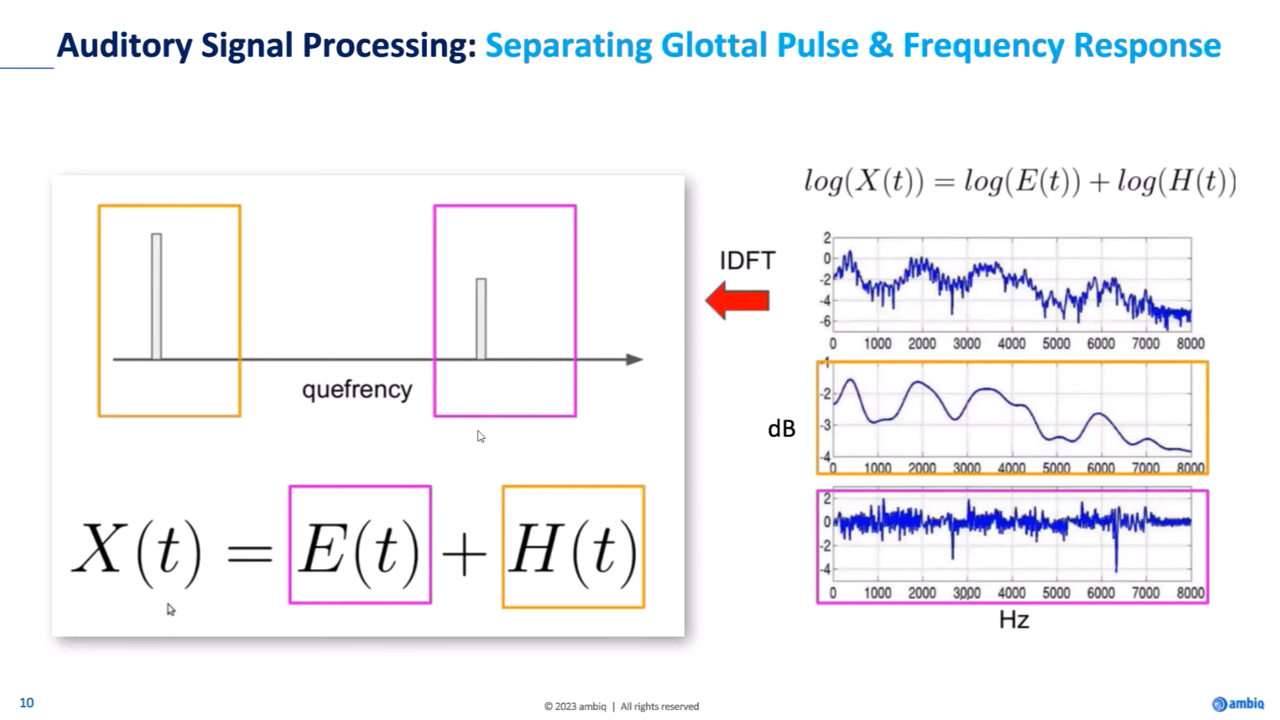 Auditory Signal Processing: Separating Glottal Pulse & Frequency Response
quefrency
X(t) = E(t) + H(t)
log(X(t)) = log(E(t)) + log(H(t))
IDFT
2
0
-2
-4
-6
0 1000 2000 3000 4000 5000 6000 7000 8000
-1
-2
-3
-4
0 1000 2000 3000 4000 5000 6000 7000 8000
dB
2
0
-2
-4
0 1000 2000 3000 4000 5000 6000 7000 8000
Hz
10
© 2023 ambiq | All rights reserved
ambiq